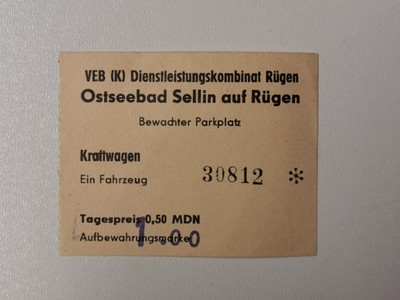 VEB (K) Dienstleistungskombinat Rügen
Ostseebad Sellin auf Rügen
Bewachter Parkplatz
Kraftwagen
Ein Fahrzeug 30812 *
Tagespreis 0,50 MDN
1.00
Aufbewahrungsmarke